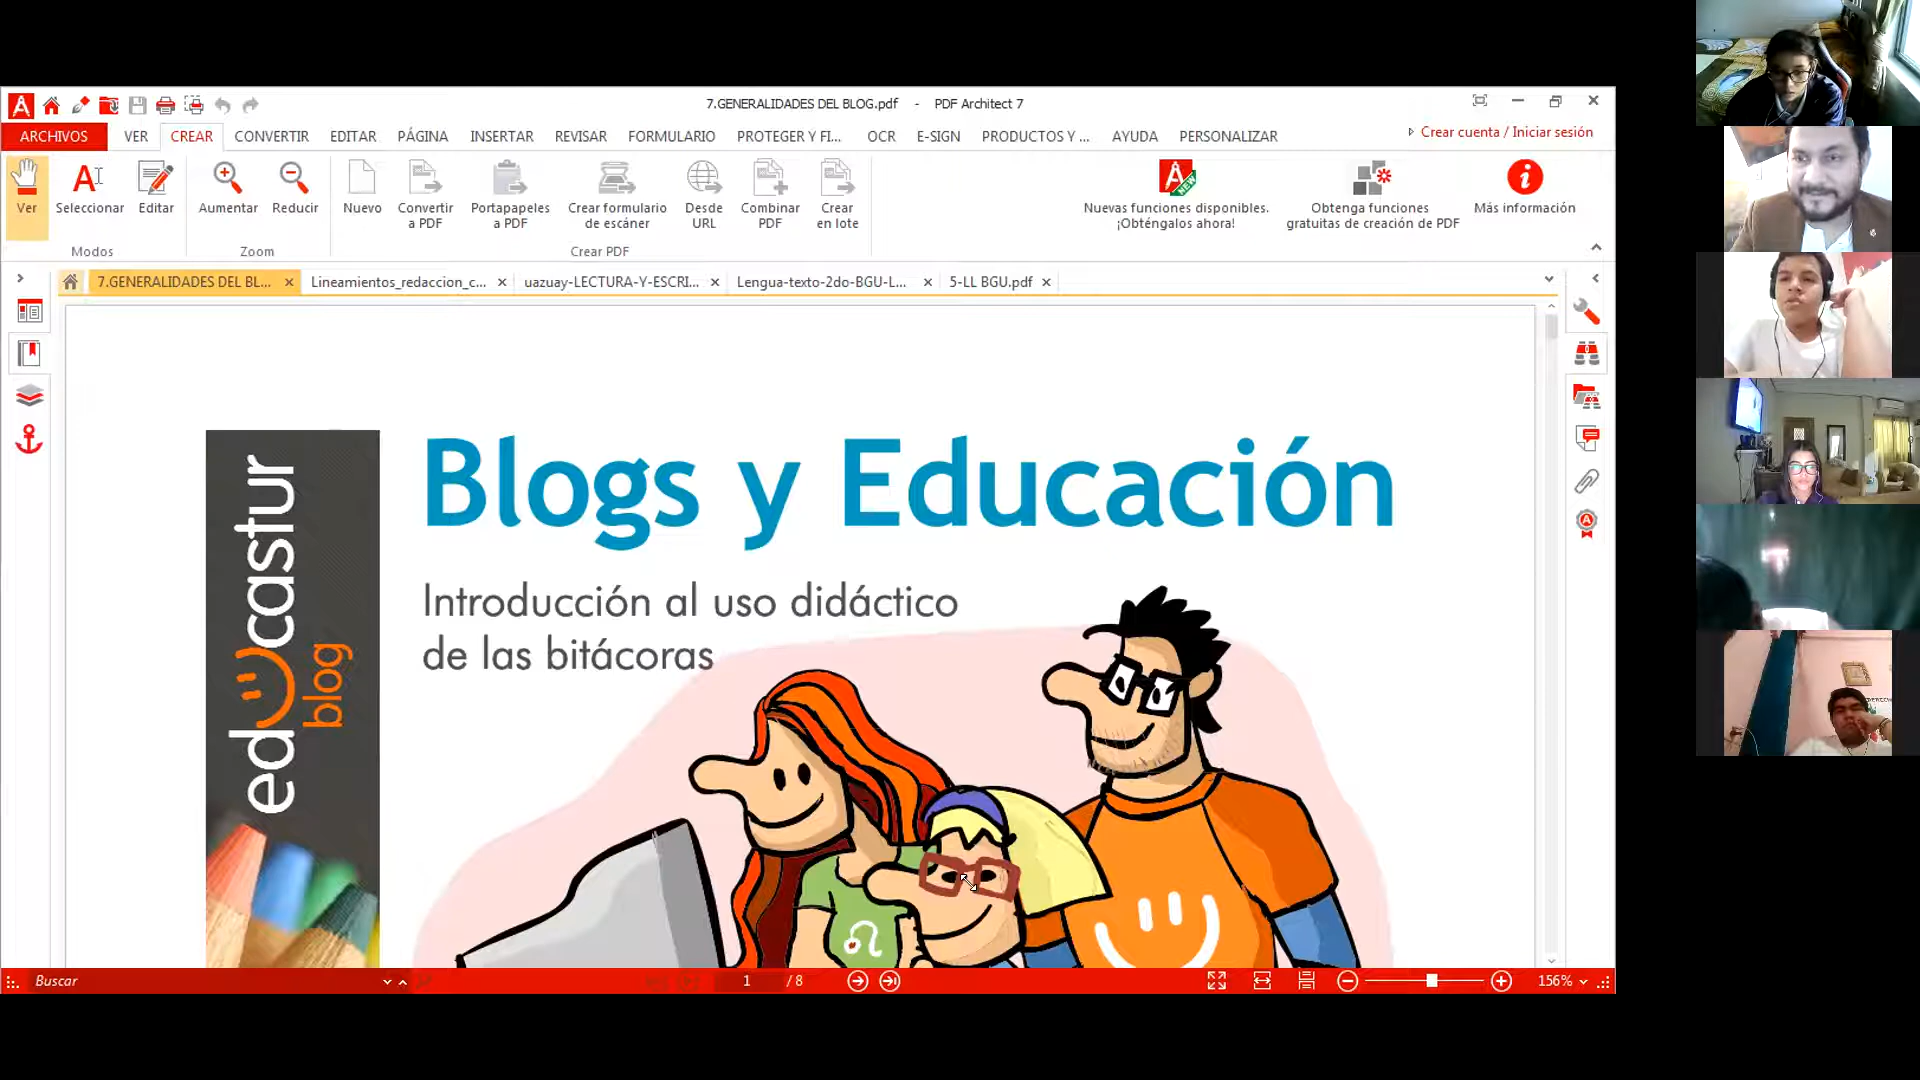 7.GENERALIDADES DEL BLOG.pdf - PDF Architect 7
ARCHIVOS VER CREAR CONVERTIR EDITAR PÁGINA INSERTAR REVISAR FORMULARIO PROTEGER Y FI... OCR E-SIGN PRODUCTOS Y ... AYUDA PERSONALIZAR Crear cuenta / Iniciar sesión
Ver Seleccionar Editar Aumentar Reducir Nuevo Convertir a PDF Portapapeles a PDF Crear formulario de escáner Desde URL Combinar PDF Crear en lote
NEW
Nuevas funciones disponibles. ¡Obténgalos ahora!
Obtenga funciones gratuitas de creación de PDF
Más información
Modos Zoom Crear PDF
7.GENERALIDADES DEL BL... Lineamientos_redaccion_c... uazuay-LECTURA-Y-ESCRI... Lengua-texto-2do-BGU-L... 5-LL BGU.pdf
educastur
blog
Blogs y Educación
Introducción al uso didáctico
de las bitácoras
Buscar 1 / 8 156%